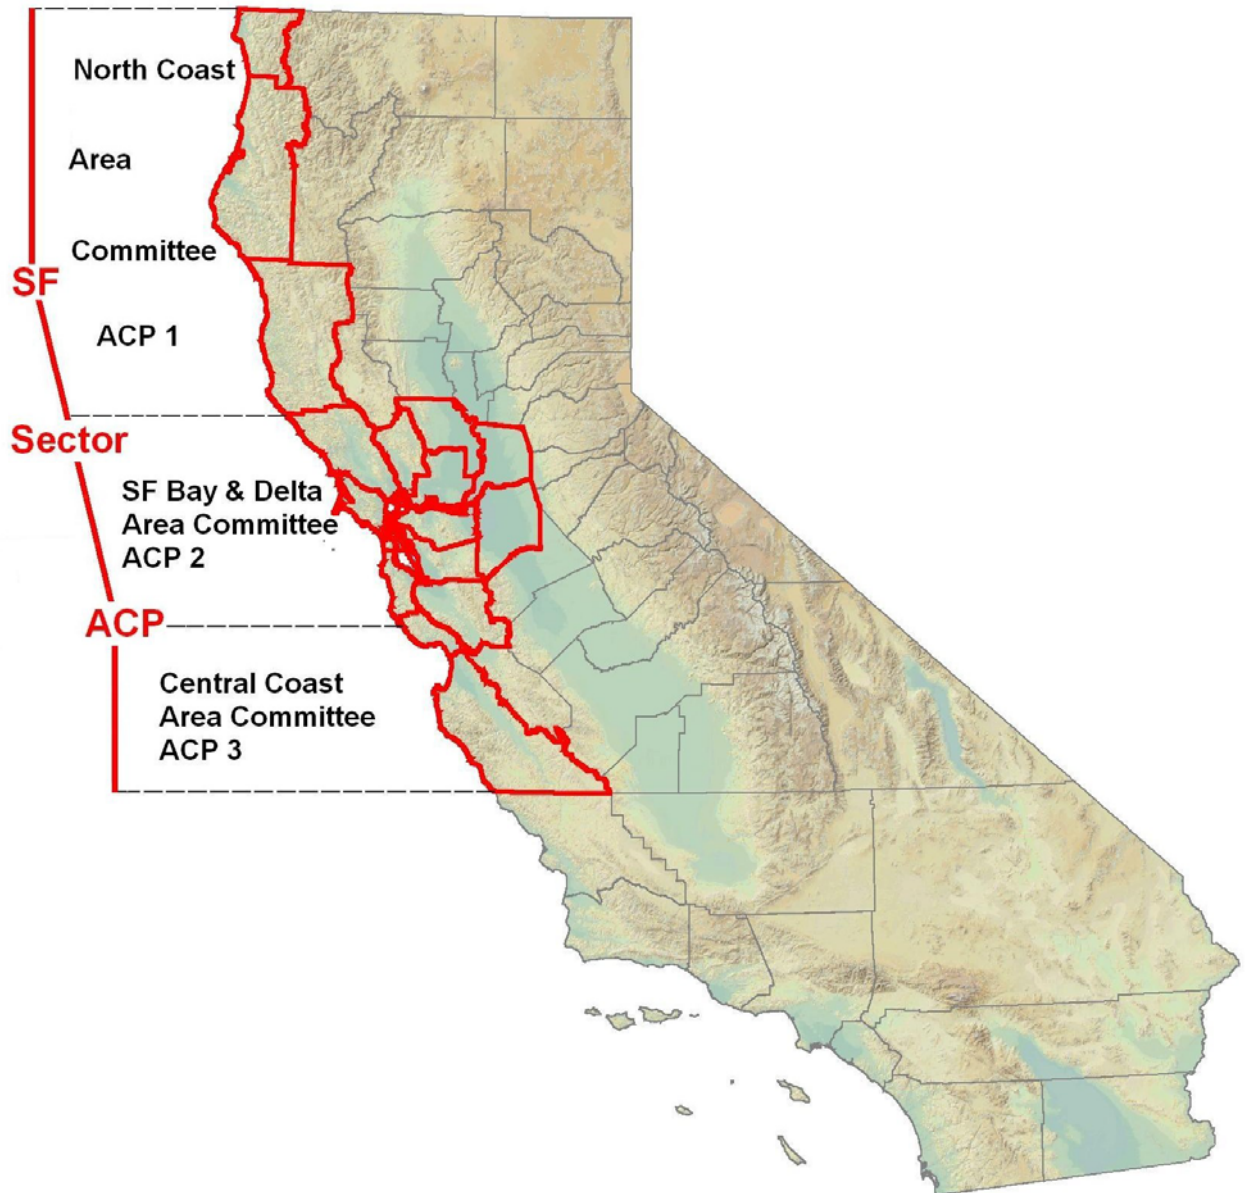 North Coast
Area
Committee
SF
ACP 1
Sector
SF Bay & Delta
Area Committee
ACP 2
ACP
Central Coast
Area Committee
ACP 3